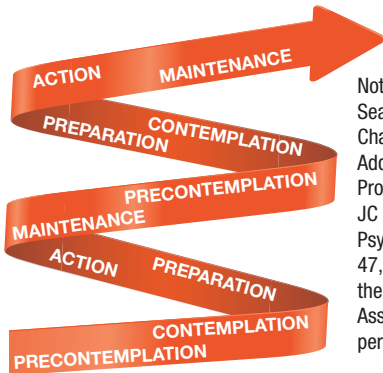 ACTION MAINTENANCE
PREPARATION CONTEMPLATION
PRECONTEMPLATION
MAINTENANCE
ACTION PREPARATION
CONTEMPLATION
PRECONTEMPLATION
Not
Sea
Cha
Add
Pro
JC
Psy
47,
the
Ass
per